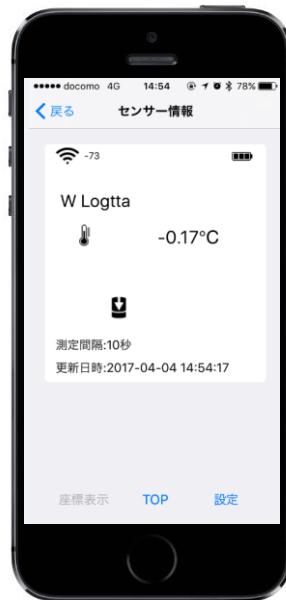 docomo 4G 14:54 78%
戻る センサー情報
-73
W Logtta
-0.17°C
測定間隔:10秒
更新日時:2017-04-04 14:54:17
座標表示 TOP 設定